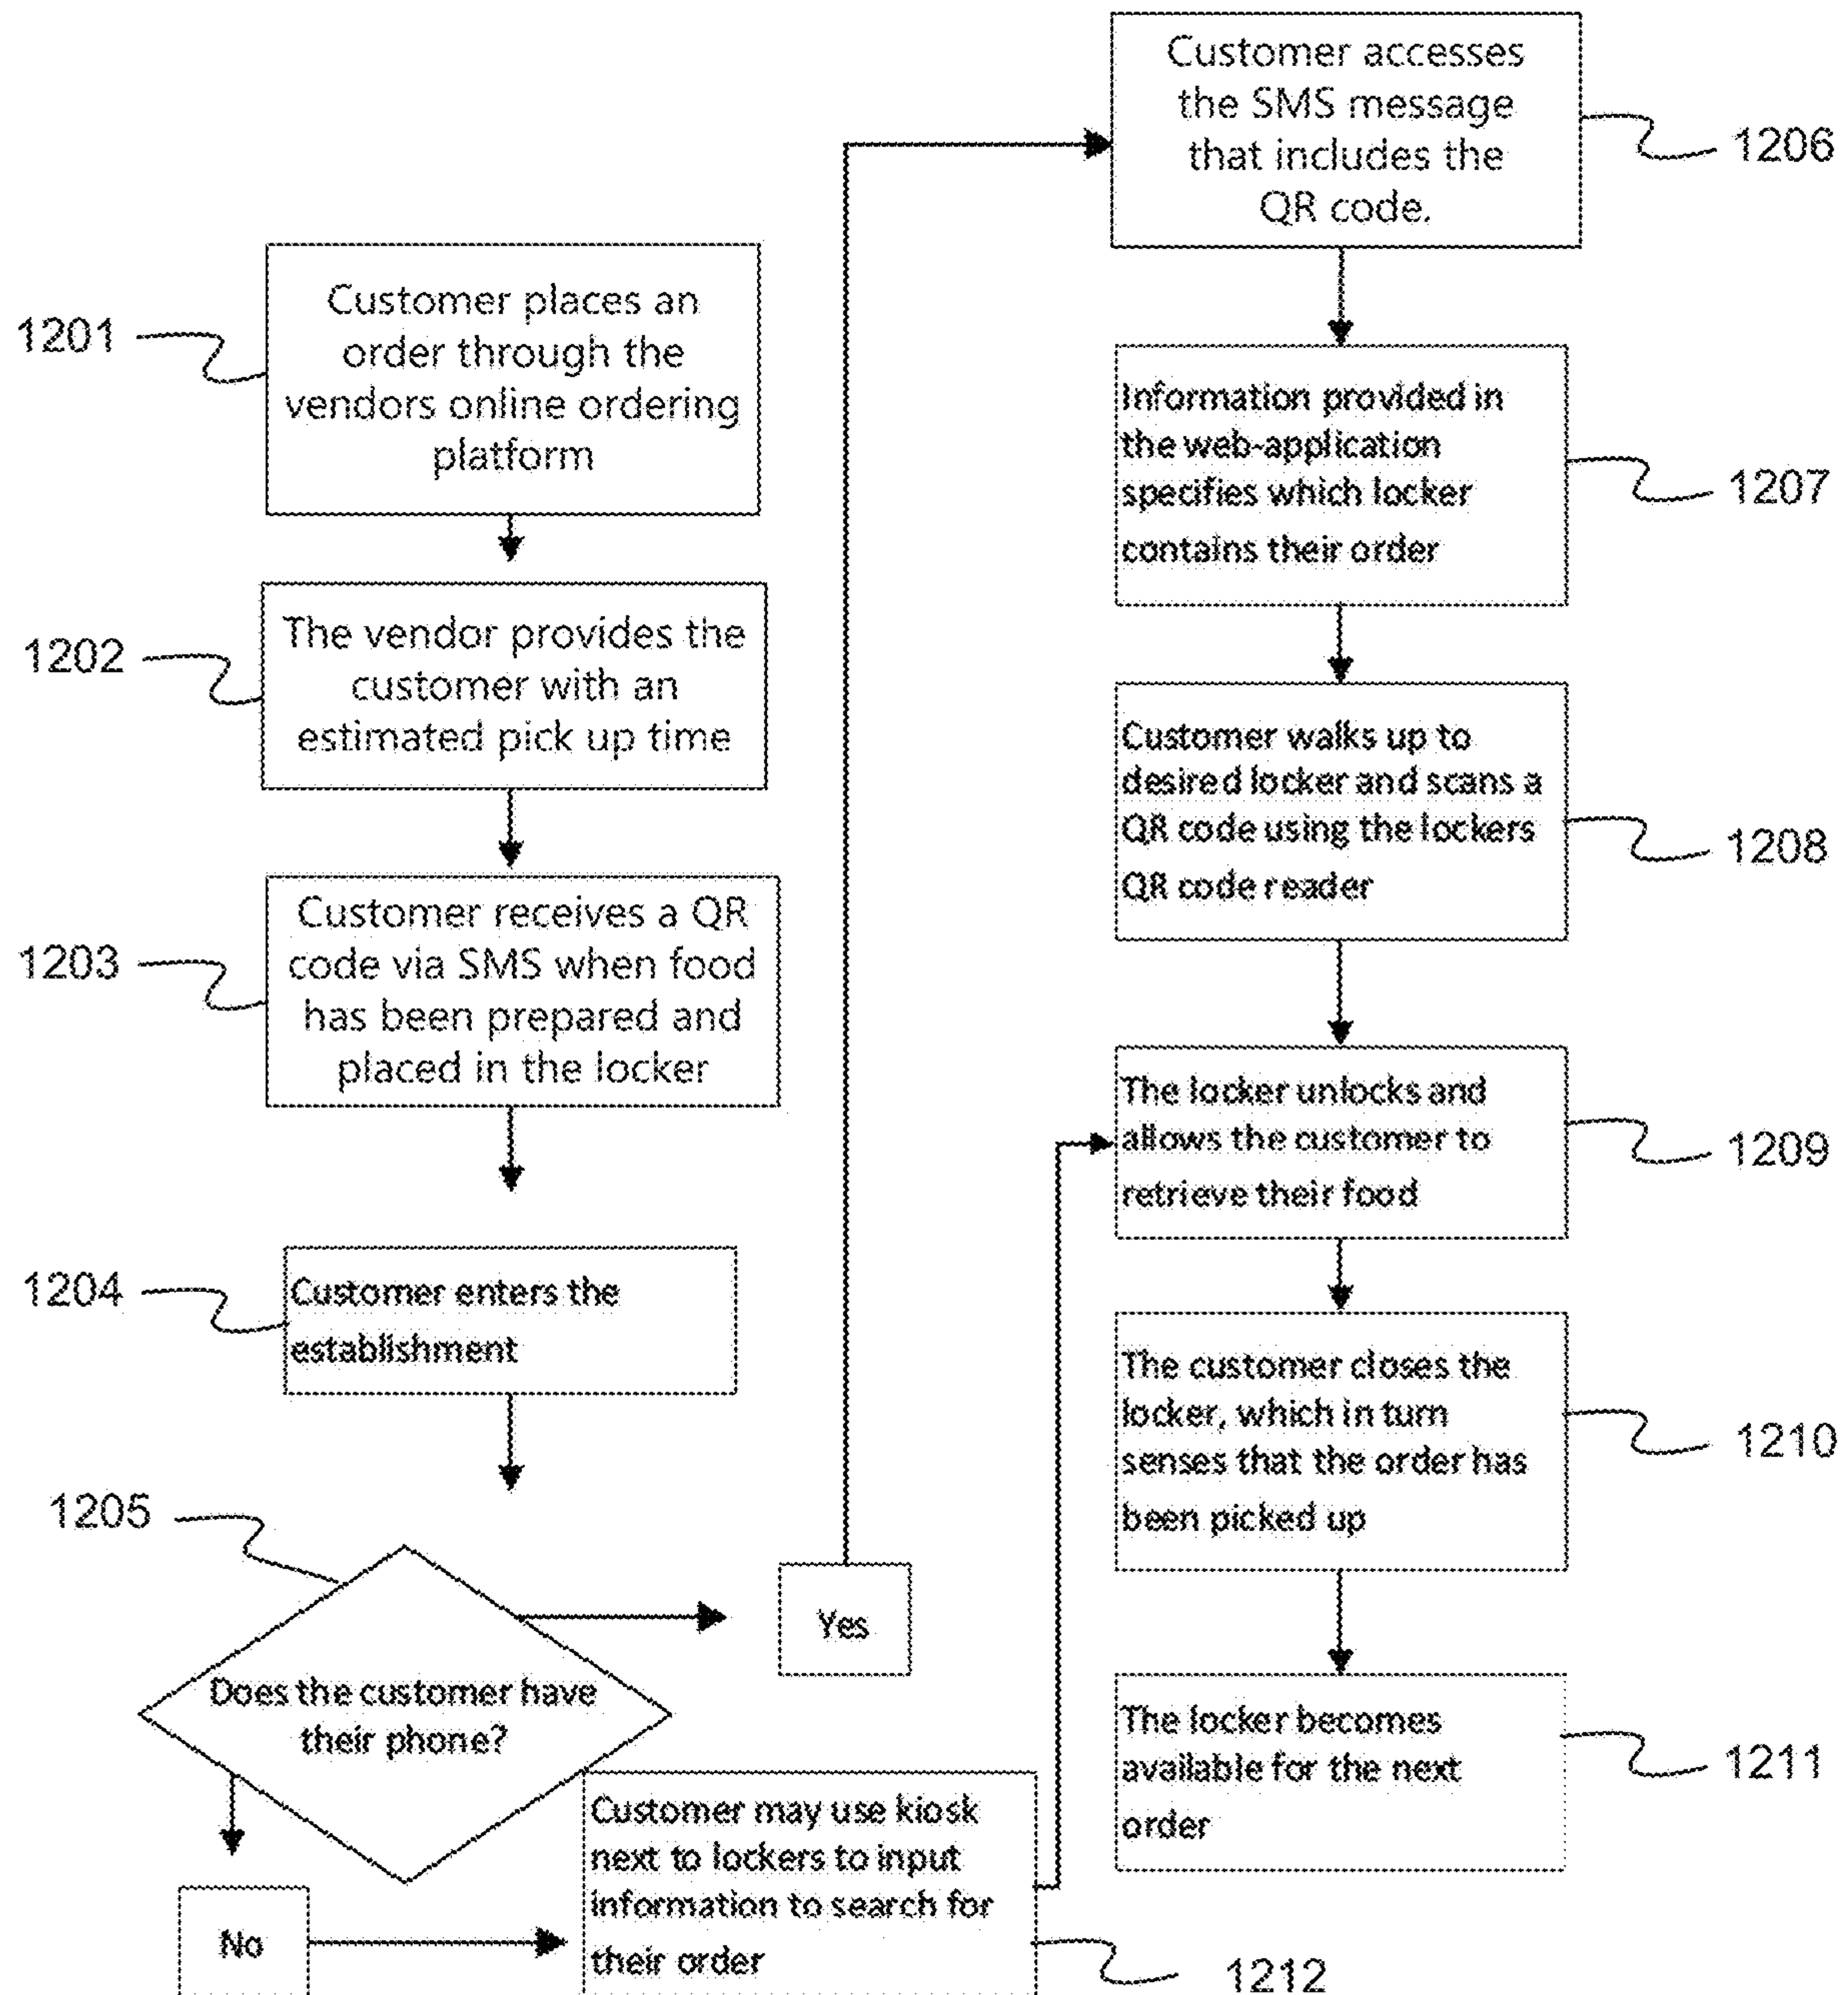 1201
Customer places an
order through the
vendors online ordering
platform
1202
The vendor provides the
customer with an
estimated pick up time
1203
Customer receives a QR
code via SMS when food
has been prepared and
placed in the locker
1204
Customer enters the
establishment
1205
Does the customer have
their phone?
Yes
No
Customer may use kiosk
next to lockers to input
information to search for
their order
1212
Customer accesses
the SMS message
that includes the
QR code.
1206
Information provided in
the web-application
specifies which locker
contains their order
1207
Customer walks up to
desired locker and scans a
QR code using the lockers
QR code reader
1208
The locker unlocks and
allows the customer to
retrieve their food
1209
The customer closes the
locker, which in turn
senses that the order has
been picked up
1210
The locker becomes
available for the next
order
1211